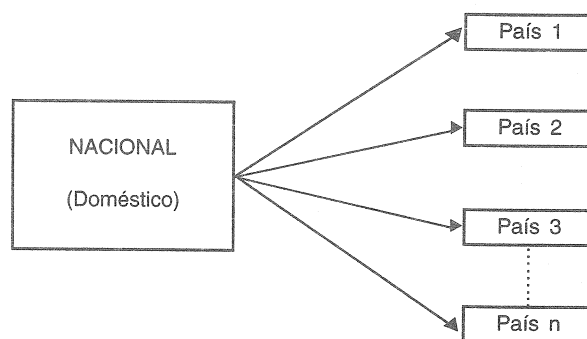 NACIONAL
(Doméstico)
País 1
País 2
País 3
País n